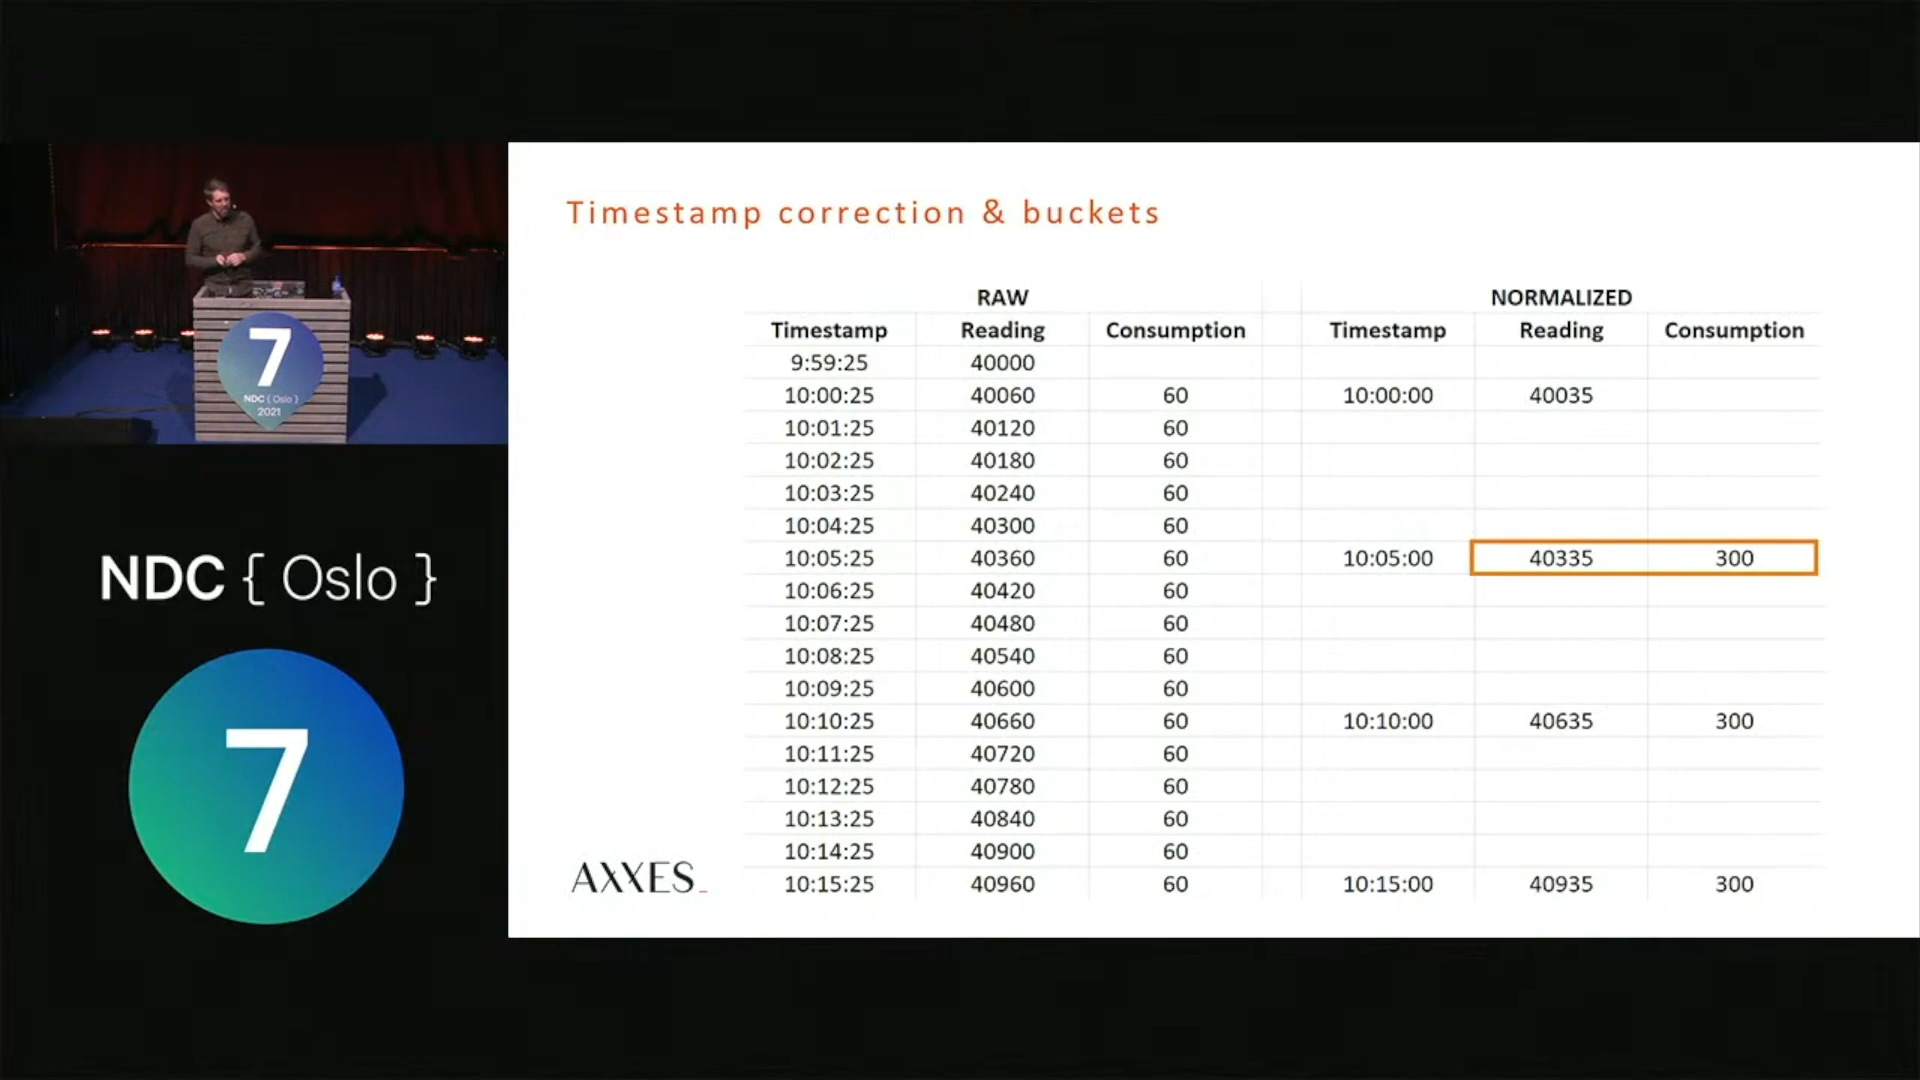 Timestamp correction & buckets
RAW NORMALIZED
Timestamp Reading Consumption Timestamp Reading Consumption
9:59:25 40000
10:00:25 40060 60 10:00:00 40035
10:01:25 40120 60
10:02:25 40180 60
10:03:25 40240 60
10:04:25 40300 60
10:05:25 40360 60 10:05:00 40335 300
10:06:25 40420 60
10:07:25 40480 60
10:08:25 40540 60
10:09:25 40600 60
10:10:25 40660 60 10:10:00 40635 300
10:11:25 40720 60
10:12:25 40780 60
10:13:25 40840 60
10:14:25 40900 60
10:15:25 40960 60 10:15:00 40935 300
AXXES_
7
NDC { Oslo }
2021
NDC { Oslo }
7